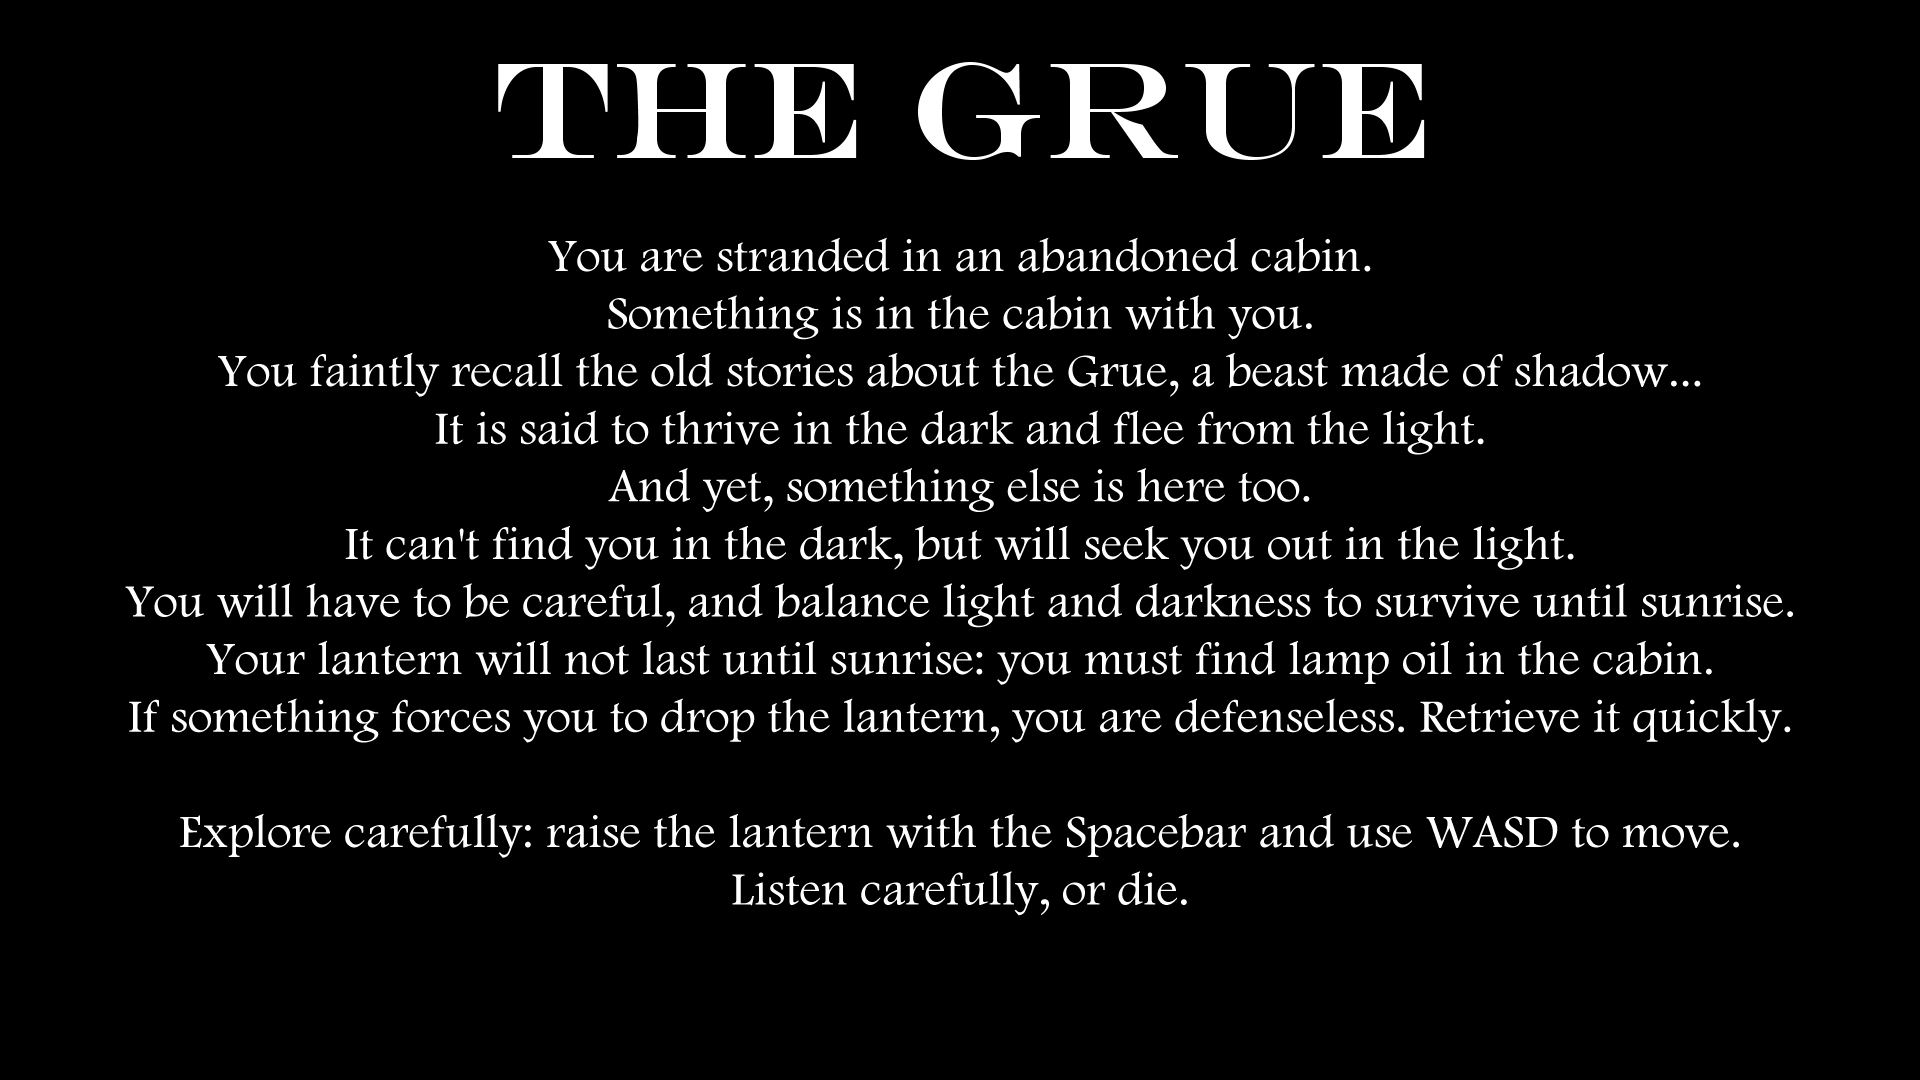 THE GRUE
You are stranded in an abandoned cabin.
Something is in the cabin with you.
You faintly recall the old stories about the Grue, a beast made of shadow...
It is said to thrive in the dark and flee from the light.
And yet, something else is here too.
It can't find you in the dark, but will seek you out in the light.
You will have to be careful, and balance light and darkness to survive until sunrise.
Your lantern will not last until sunrise: you must find lamp oil in the cabin.
If something forces you to drop the lantern, you are defenseless. Retrieve it quickly.
Explore carefully: raise the lantern with the Spacebar and use WASD to move.
Listen carefully, or die.